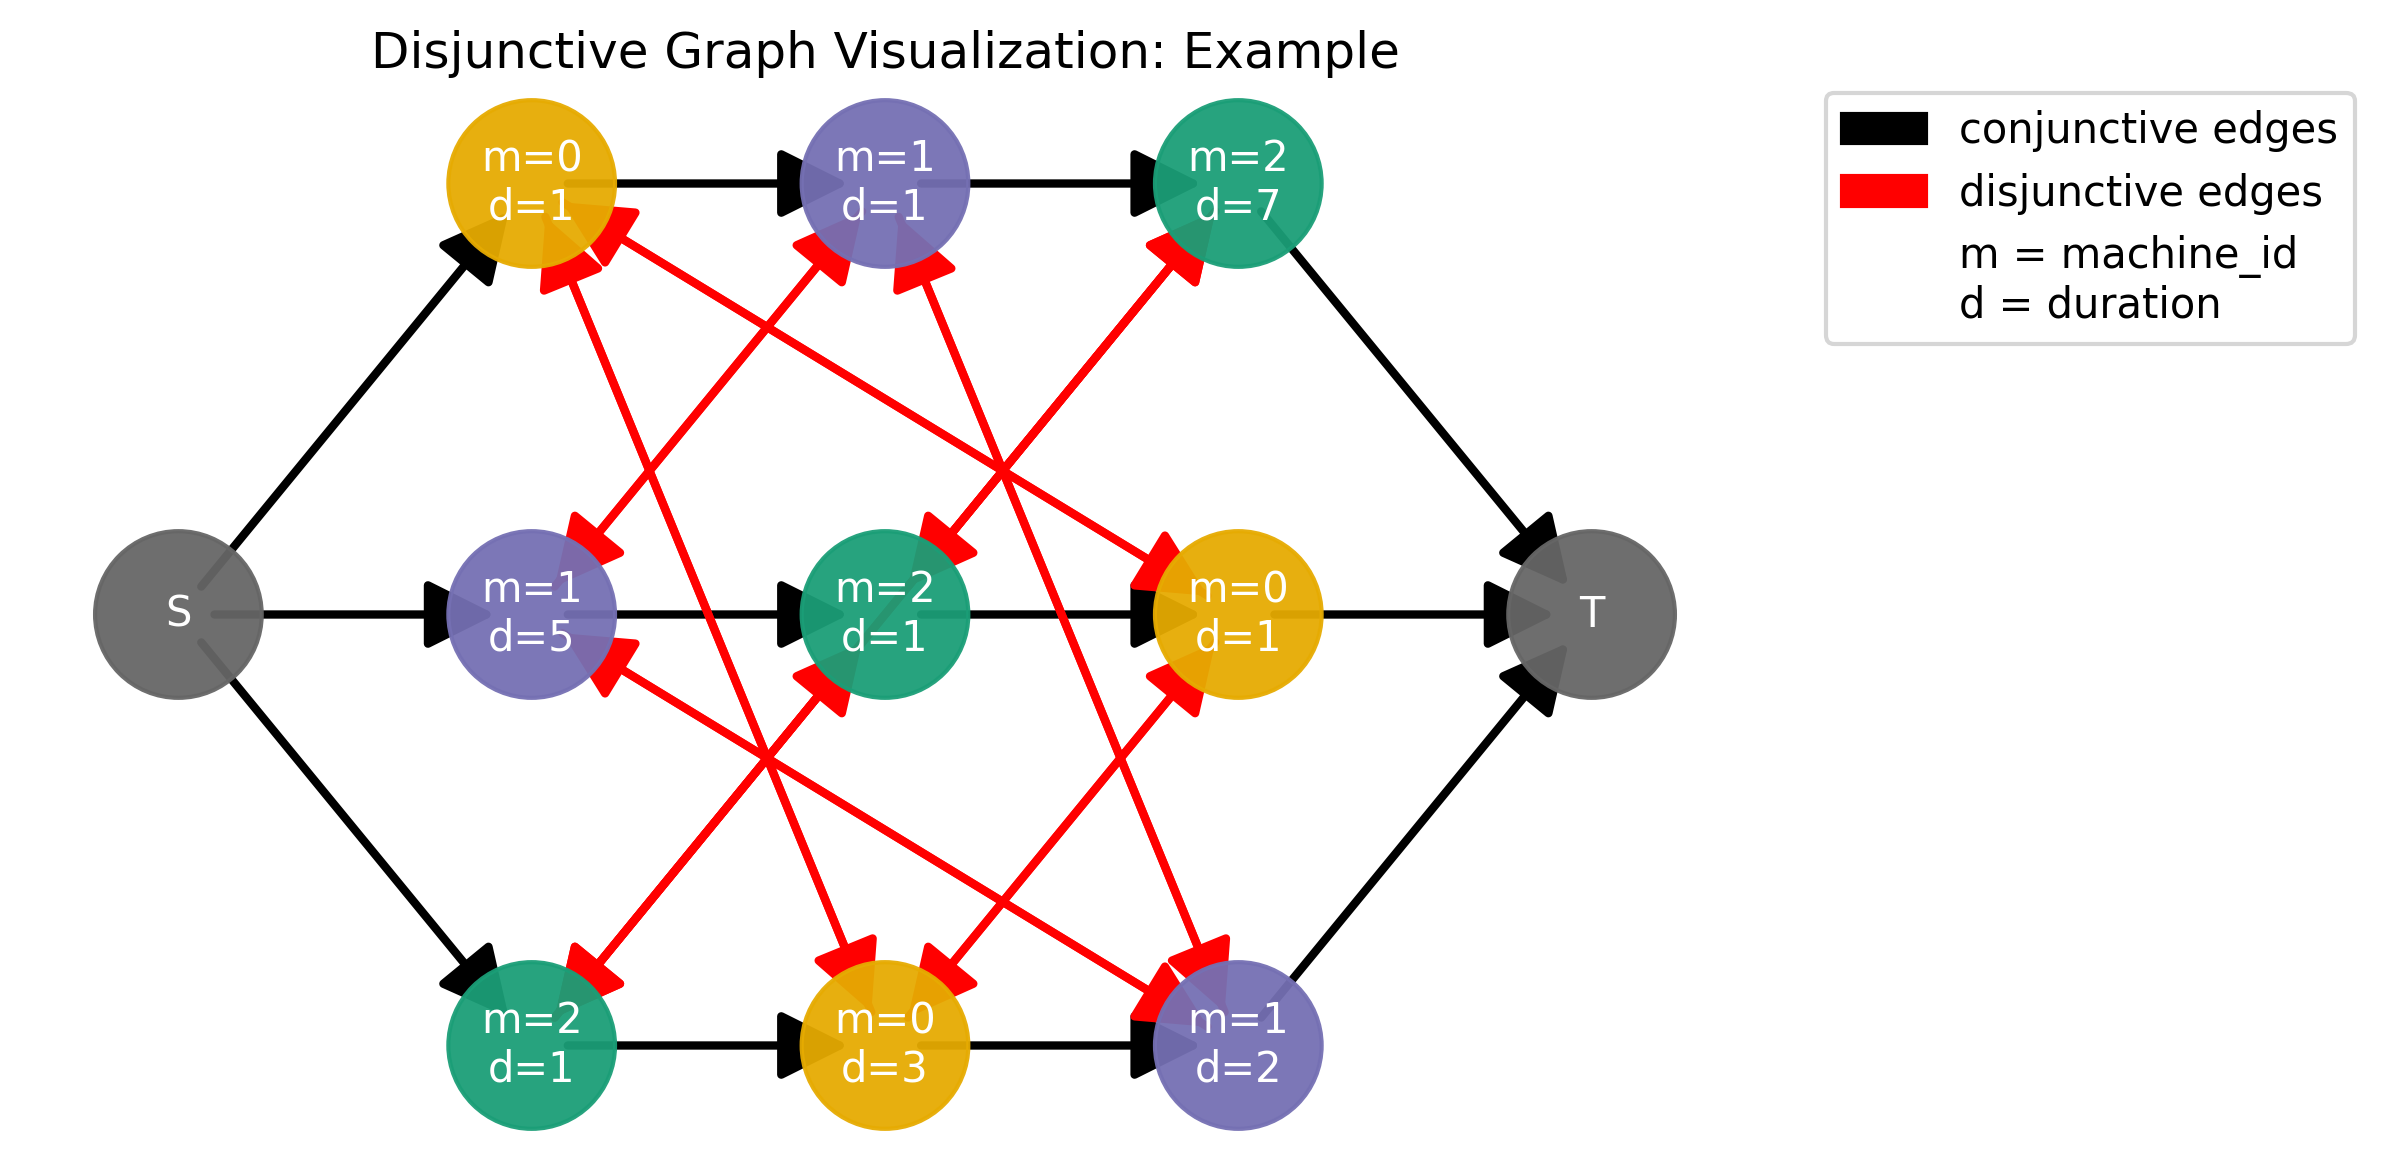 Disjunctive Graph Visualization: Example
m=0
d=1
m=1
d=1
m=2
d=7
conjunctive edges
disjunctive edges
m = machine_id
d = duration
S
m=1
d=5
m=2
d=1
m=0
d=1
T
m=2
d=1
m=0
d=3
m=1
d=2